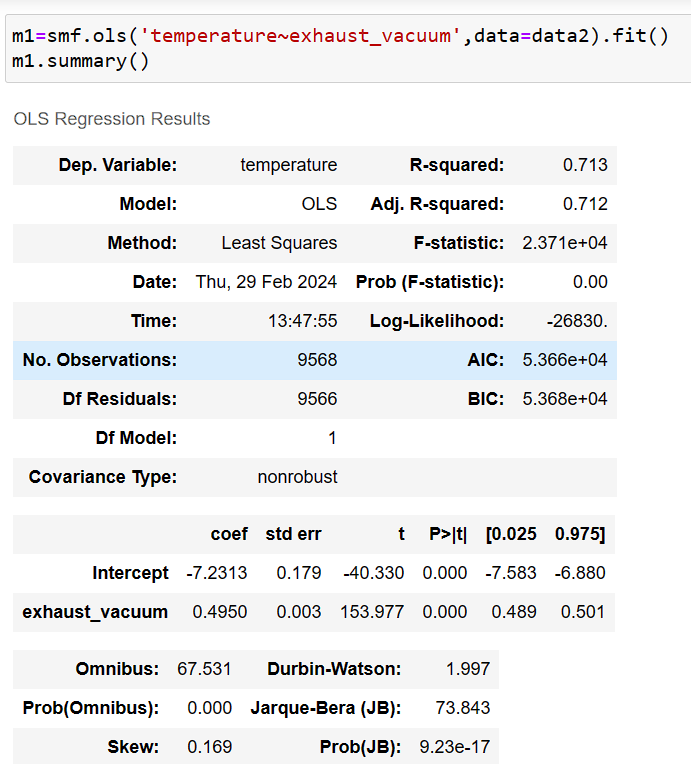 m1=smf.ols('temperature~exhaust_vacuum',data=data2).fit()
m1.summary()
OLS Regression Results
Dep. Variable: temperature R-squared: 0.713
Model: OLS Adj. R-squared: 0.712
Method: Least Squares F-statistic: 2.371e+04
Date: Thu, 29 Feb 2024 Prob (F-statistic): 0.00
Time: 13:47:55 Log-Likelihood: -26830.
No. Observations: 9568 AIC: 5.366e+04
Df Residuals: 9566 BIC: 5.368e+04
Df Model: 1
Covariance Type: nonrobust
coef std err t P>|t| [0.025 0.975]
Intercept -7.2313 0.179 -40.330 0.000 -7.583 -6.880
exhaust_vacuum 0.4950 0.003 153.977 0.000 0.489 0.501
Omnibus: 67.531 Durbin-Watson: 1.997
Prob(Omnibus): 0.000 Jarque-Bera (JB): 73.843
Skew: 0.169 Prob(JB): 9.23e-17